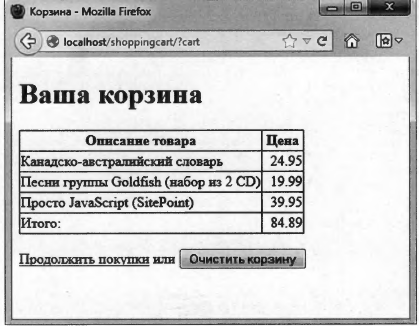 Корзина - Mozilla Firefox
localhost/shoppingcart/?cart
Ваша корзина
Описание товара Цена
Канадско-австралийский словарь 24.95
Песни группы Goldfish (набор из 2 CD) 19.99
Просто JavaScript (SitePoint) 39.95
Итого: 84.89
Продолжить покупки или Очистить корзину